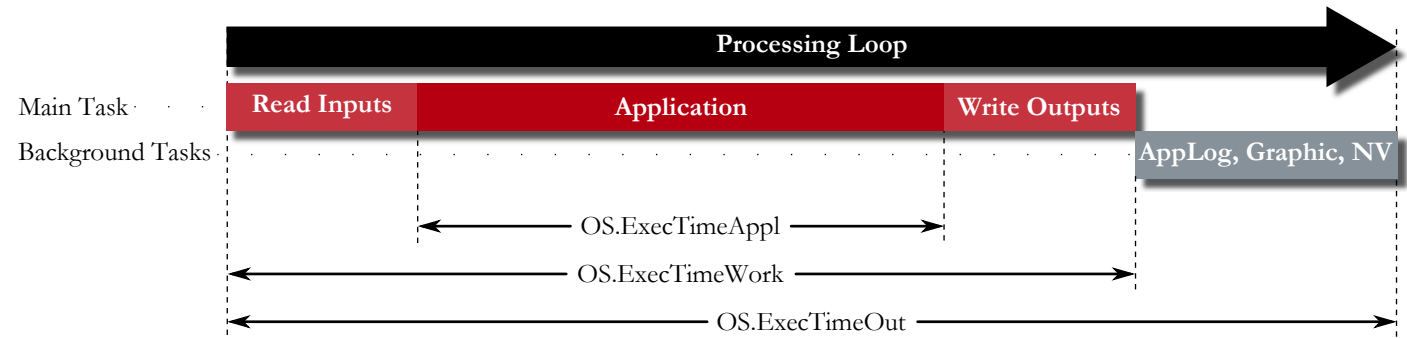 Processing Loop
Main Task
Read Inputs
Application
Write Outputs
Background Tasks
AppLog, Graphic, NV
OS.ExecTimeAppl
OS.ExecTimeWork
OS.ExecTimeOut